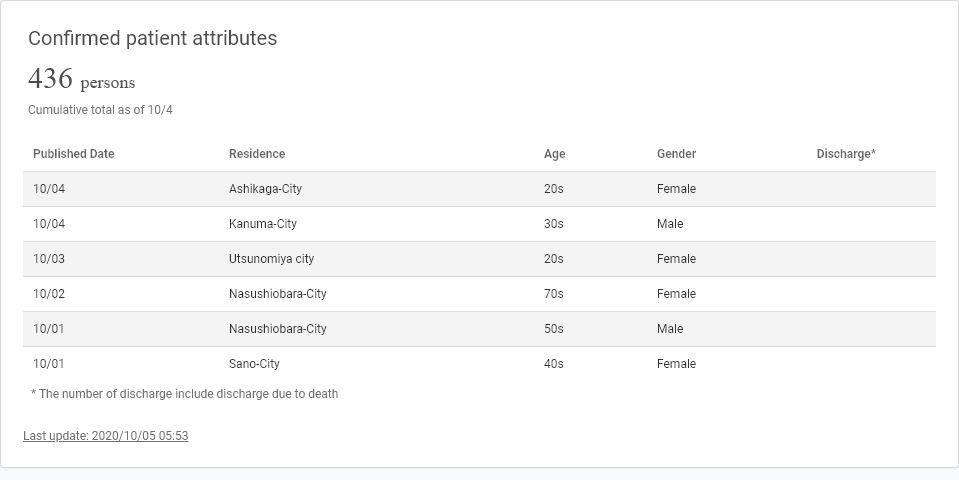 Confirmed patient attributes
436 persons
Cumulative total as of 10/4
Published Date Residence Age Gender Discharge*
10/04 Ashikaga-City 20s Female
10/04 Kanuma-City 30s Male
10/03 Utsunomiya city 20s Female
10/02 Nasushiobara-City 70s Female
10/01 Nasushiobara-City 50s Male
10/01 Sano-City 40s Female
* The number of discharge include discharge due to death
Last update: 2020/10/05 05:53